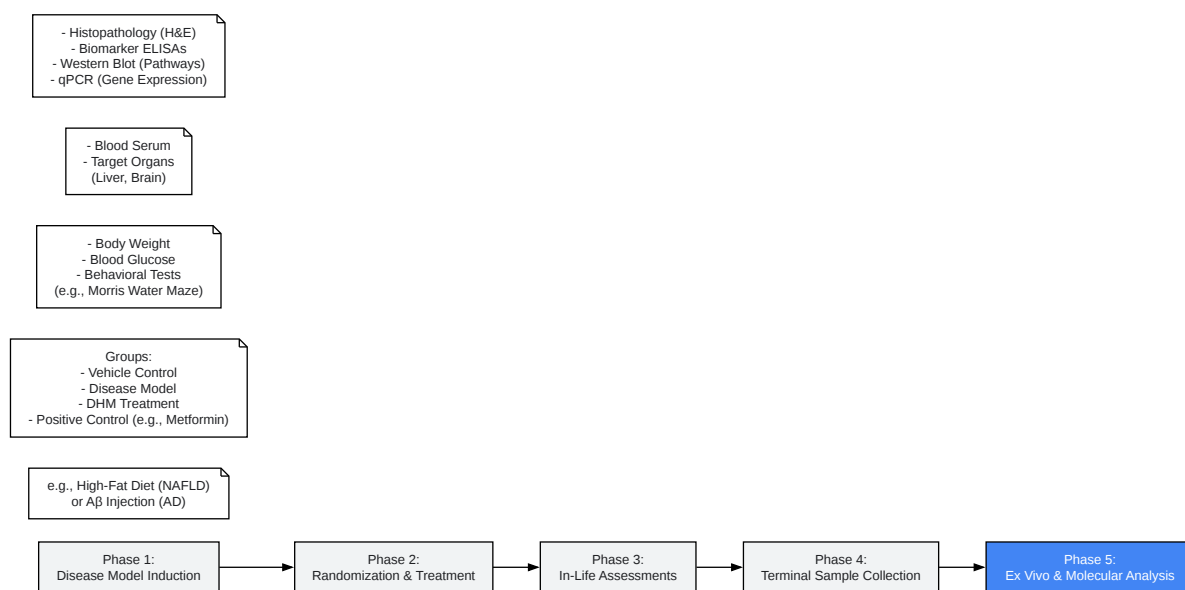 - Histopathology (H&E)
- Biomarker ELISAs
- Western Blot (Pathways)
- qPCR (Gene Expression)
- Blood Serum
- Target Organs
(Liver, Brain)
- Body Weight
- Blood Glucose
- Behavioral Tests
(e.g., Morris Water Maze)
Groups:
- Vehicle Control
- Disease Model
- DHM Treatment
- Positive Control (e.g., Metformin)
e.g., High-Fat Diet (NAFLD)
or Aβ Injection (AD)
Phase 1:
Disease Model Induction
Phase 2:
Randomization & Treatment
Phase 3:
In-Life Assessments
Phase 4:
Terminal Sample Collection
Phase 5:
Ex Vivo & Molecular Analysis